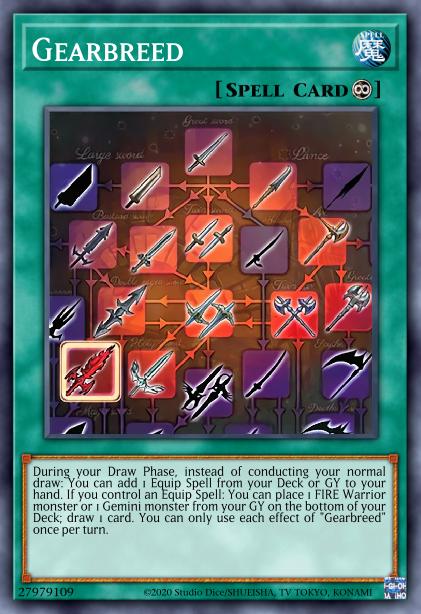 GEARBREED
SPELL
魔
[SPELL CARD]
Great sword
Large sword
Lance
During your Draw Phase, instead of conducting your normal
draw: You can add 1 Equip Spell from your Deck or GY to your
hand. If you control an Equip Spell: You can place 1 FIRE Warrior
monster or 1 Gemini monster from your GY on the bottom of your
Deck; draw 1 card. You can only use each effect of "Gearbreed"
once per turn.
27979109
©2020 Studio Dice/SHUEISHA, TV TOKYO, KONAMI